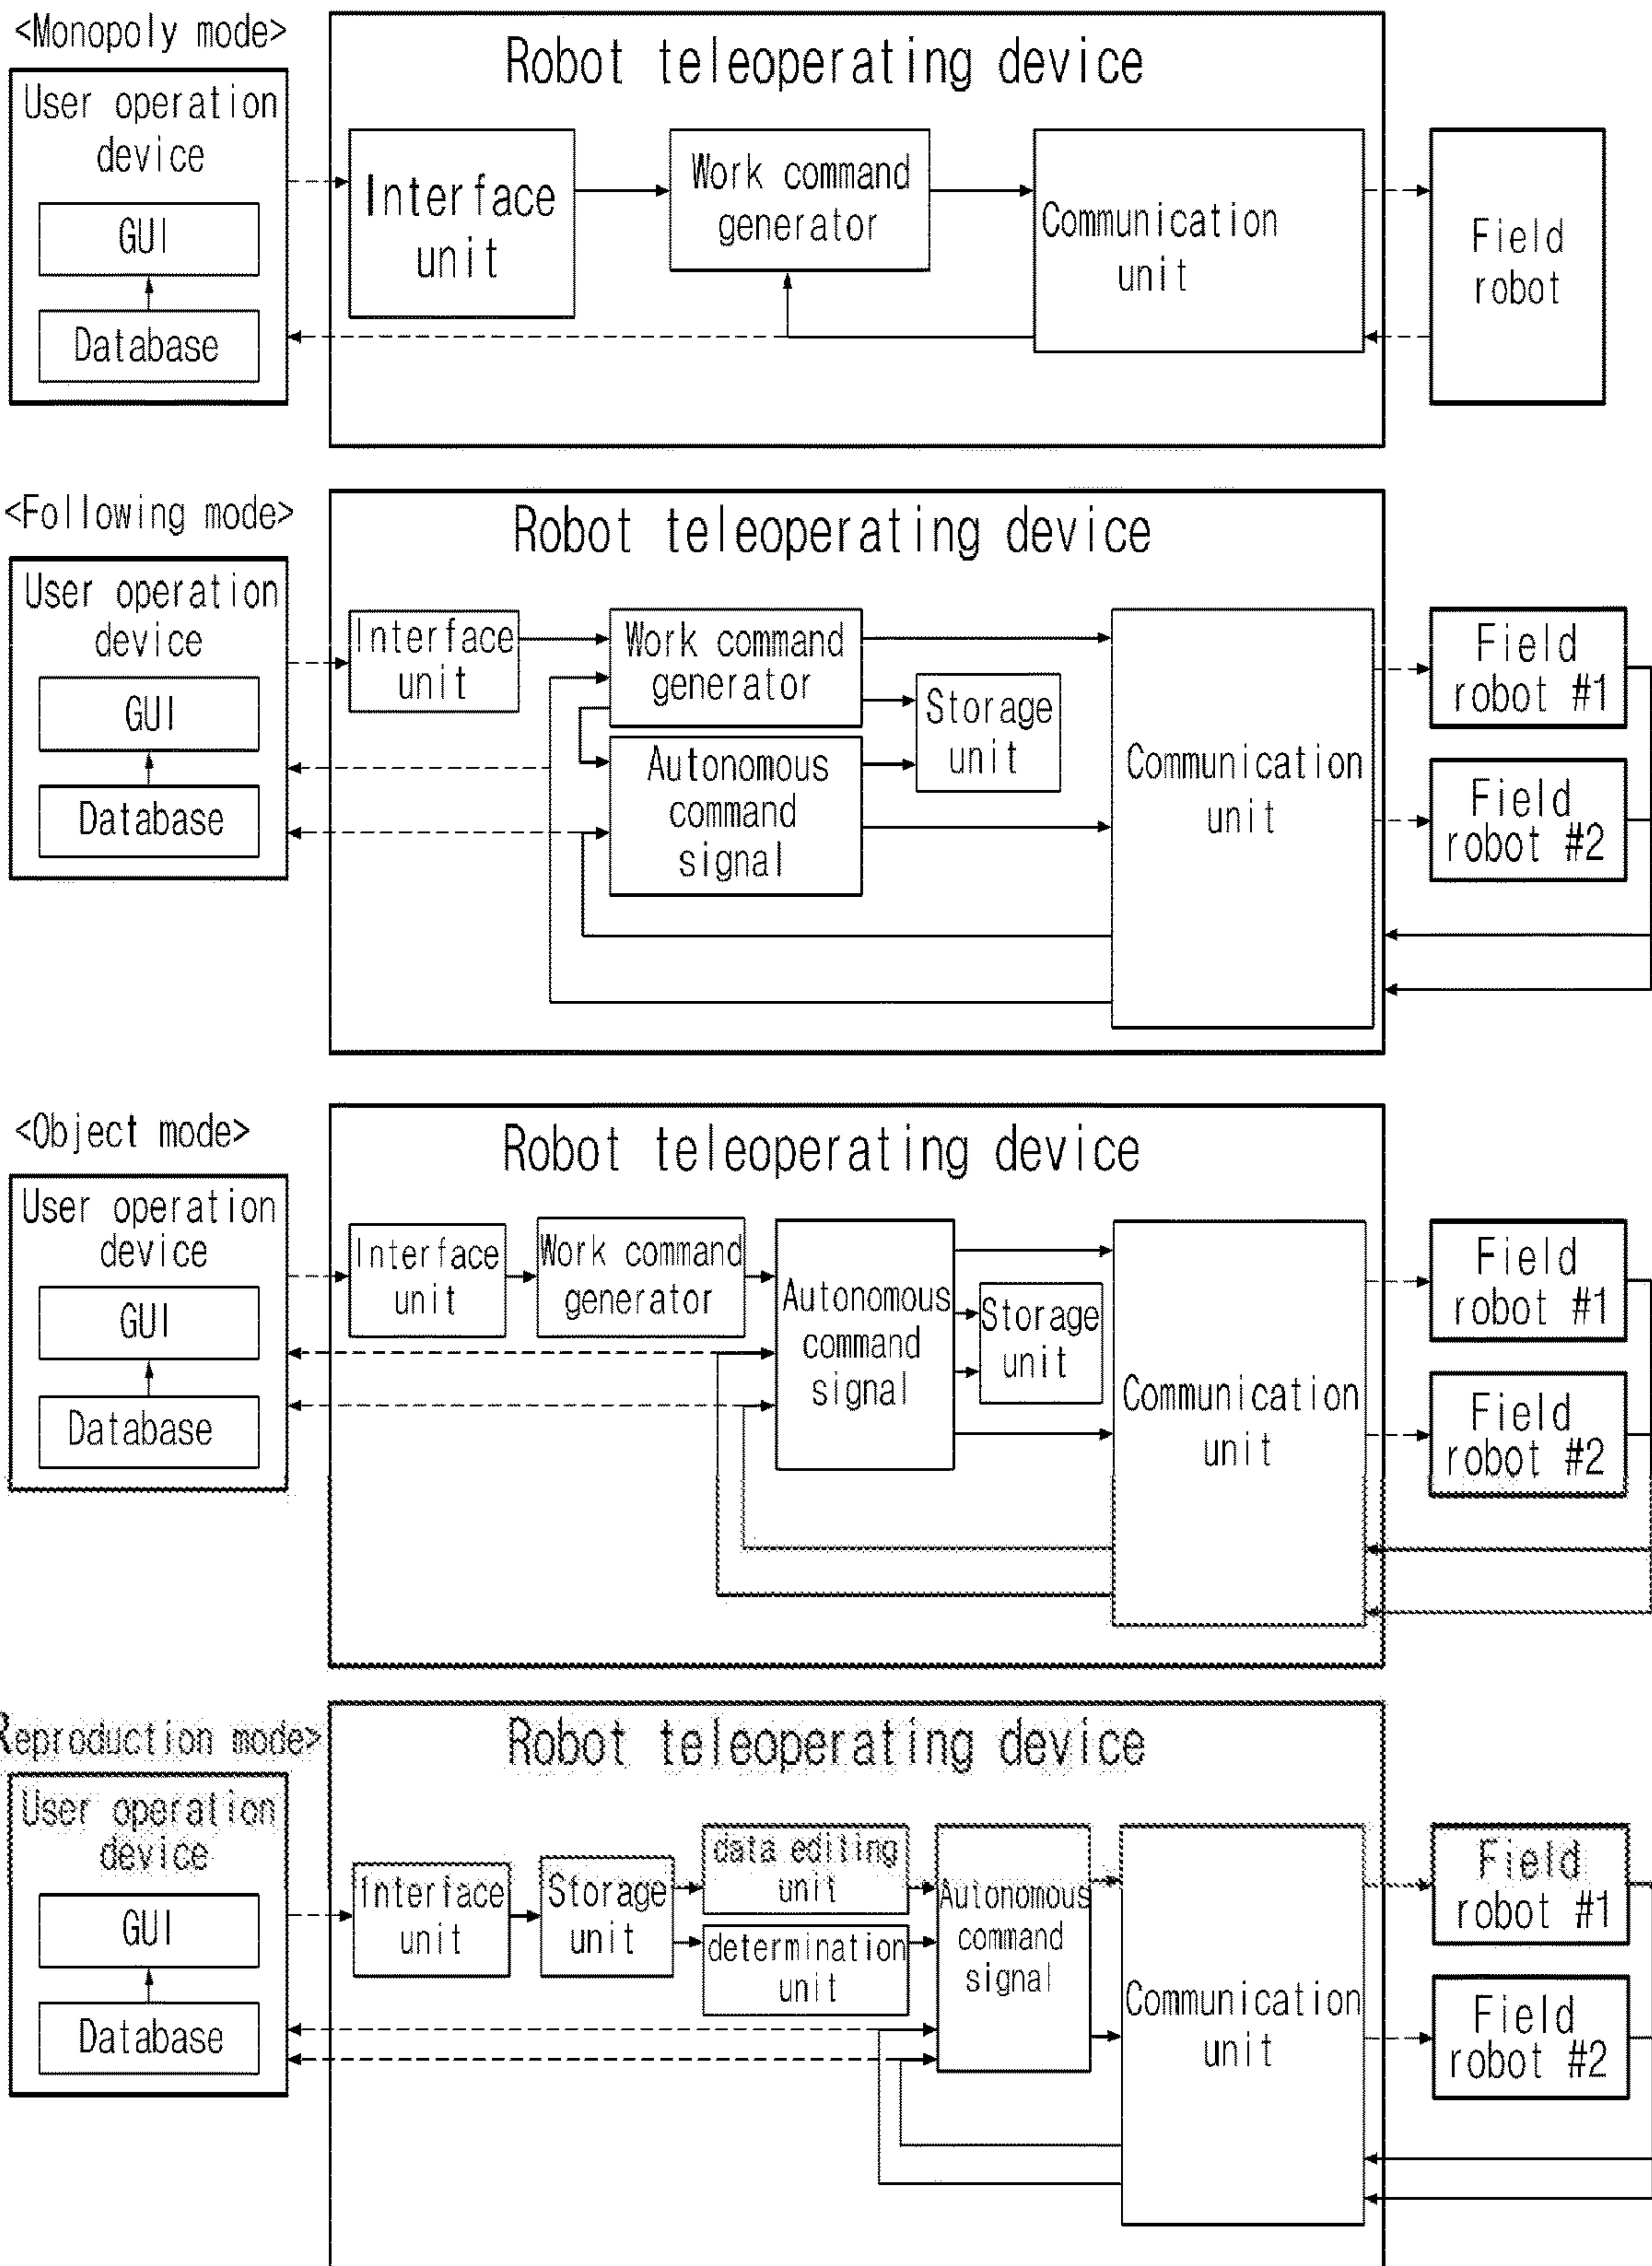 <Monopoly mode>
Robot teleoperating device
User operation
device
GUI
Database
Interface
unit
Work command
generator
Communication
unit
Field
robot
<Following mode>
Robot teleoperating device
User operation
device
GUI
Database
Interface
unit
Work command
generator
Autonomous
command
signal
Storage
unit
Communication
unit
Field
robot #1
Field
robot #2
<Object mode>
Robot teleoperating device
User operation
device
GUI
Database
Interface
unit
Work command
generator
Autonomous
command
signal
Storage
unit
Communication
unit
Field
robot #1
Field
robot #2
Reproduction mode>
Robot teleoperating device
User operation
device
GUI
Database
Interface
unit
Storage
unit
data editing
unit
determination
unit
Autonomous
command
signal
Communication
unit
Field
robot #1
Field
robot #2